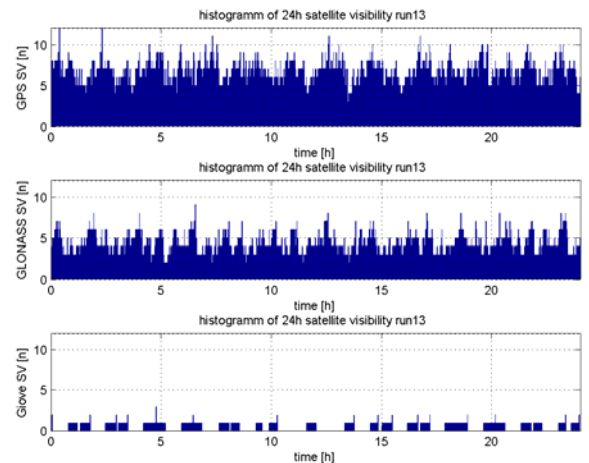 histogramm of 24h satellite visibility run13
GPS SV [n]
10
5
0
0 5 10 15 20
time [h]
histogramm of 24h satellite visibility run13
GLONASS SV [n]
10
5
0
0 5 10 15 20
time [h]
histogramm of 24h satellite visibility run13
Giove SV [n]
10
5
0
0 5 10 15 20
time [h]